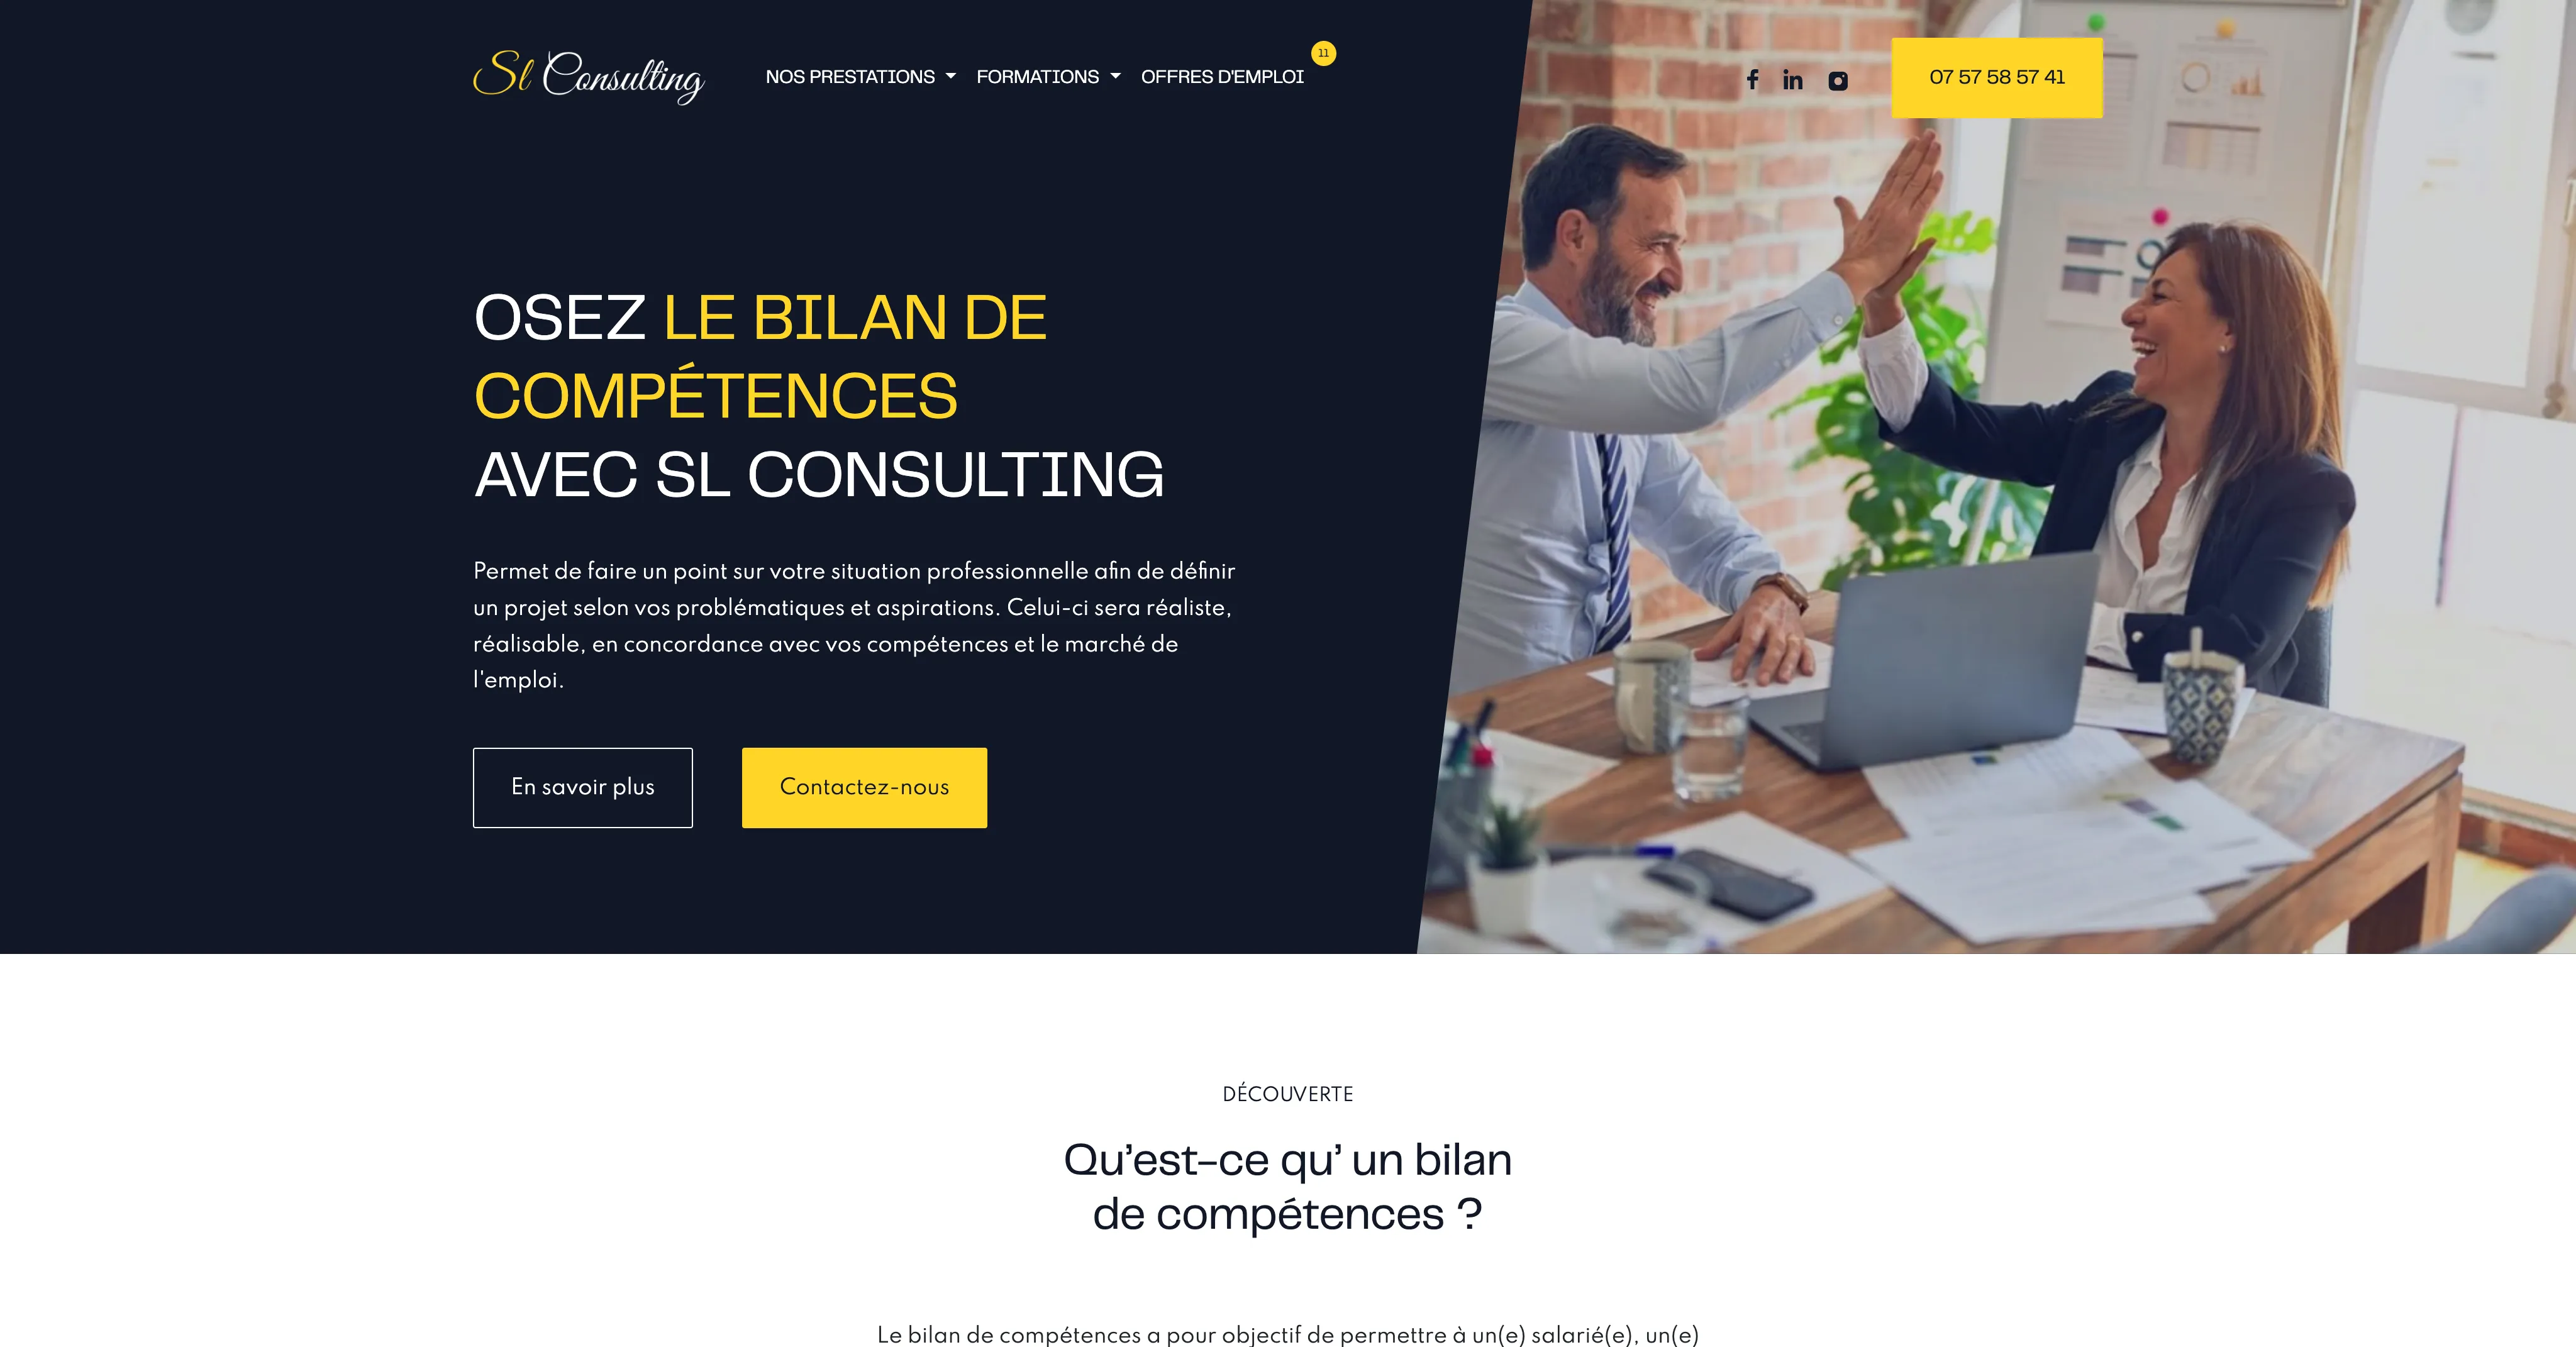 Sl Consulting
NOS PRESTATIONS
FORMATIONS
OFFRES D'EMPLOI
11
07 57 58 57 41
OSEZ LE BILAN DE
COMPÉTENCES
AVEC SL CONSULTING
Permet de faire un point sur votre situation professionnelle afin de définir
un projet selon vos problématiques et aspirations. Celui-ci sera réaliste,
réalisable, en concordance avec vos compétences et le marché de
l'emploi.
En savoir plus
Contactez-nous
DÉCOUVERTE
Qu’est-ce qu’ un bilan
de compétences ?
Le bilan de compétences a pour objectif de permettre à un(e) salarié(e), un(e)